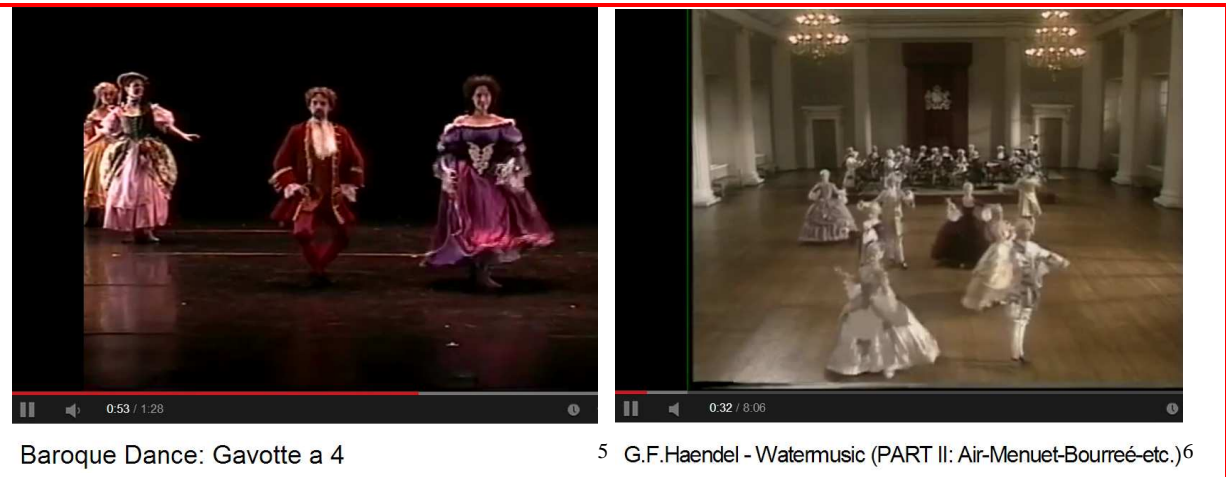 0:53 / 1:28
0:32 / 8:06
Baroque Dance: Gavotte a 4 5
G.F.Haendel - Watermusic (PART II: Air-Menuet-Bourreé-etc.)6